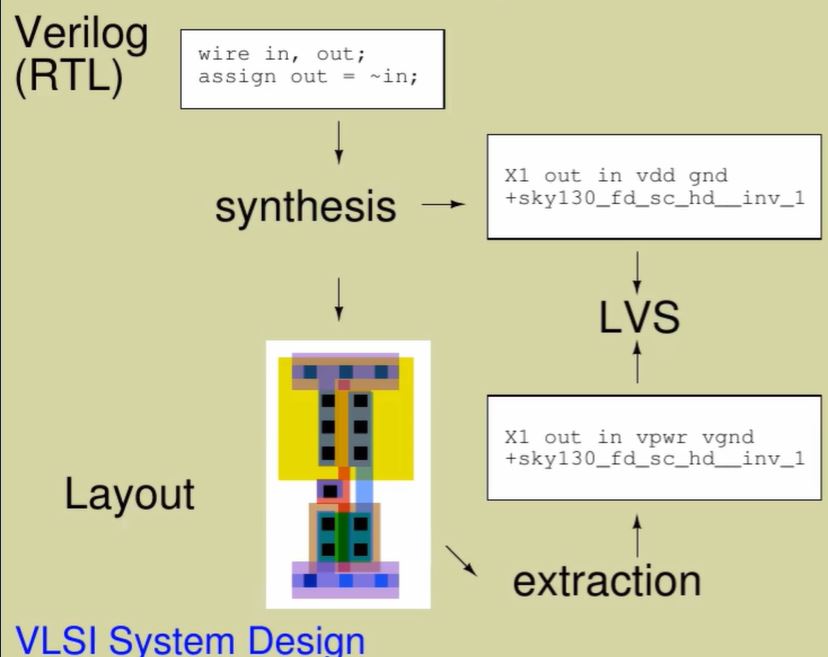 Verilog
(RTL)
wire in, out;
assign out = ~in;
synthesis
X1 out in vdd gnd
+sky130_fd_sc_hd__inv_1
LVS
X1 out in vpwr vgnd
+sky130_fd_sc_hd__inv_1
Layout
extraction
VLSI System Design